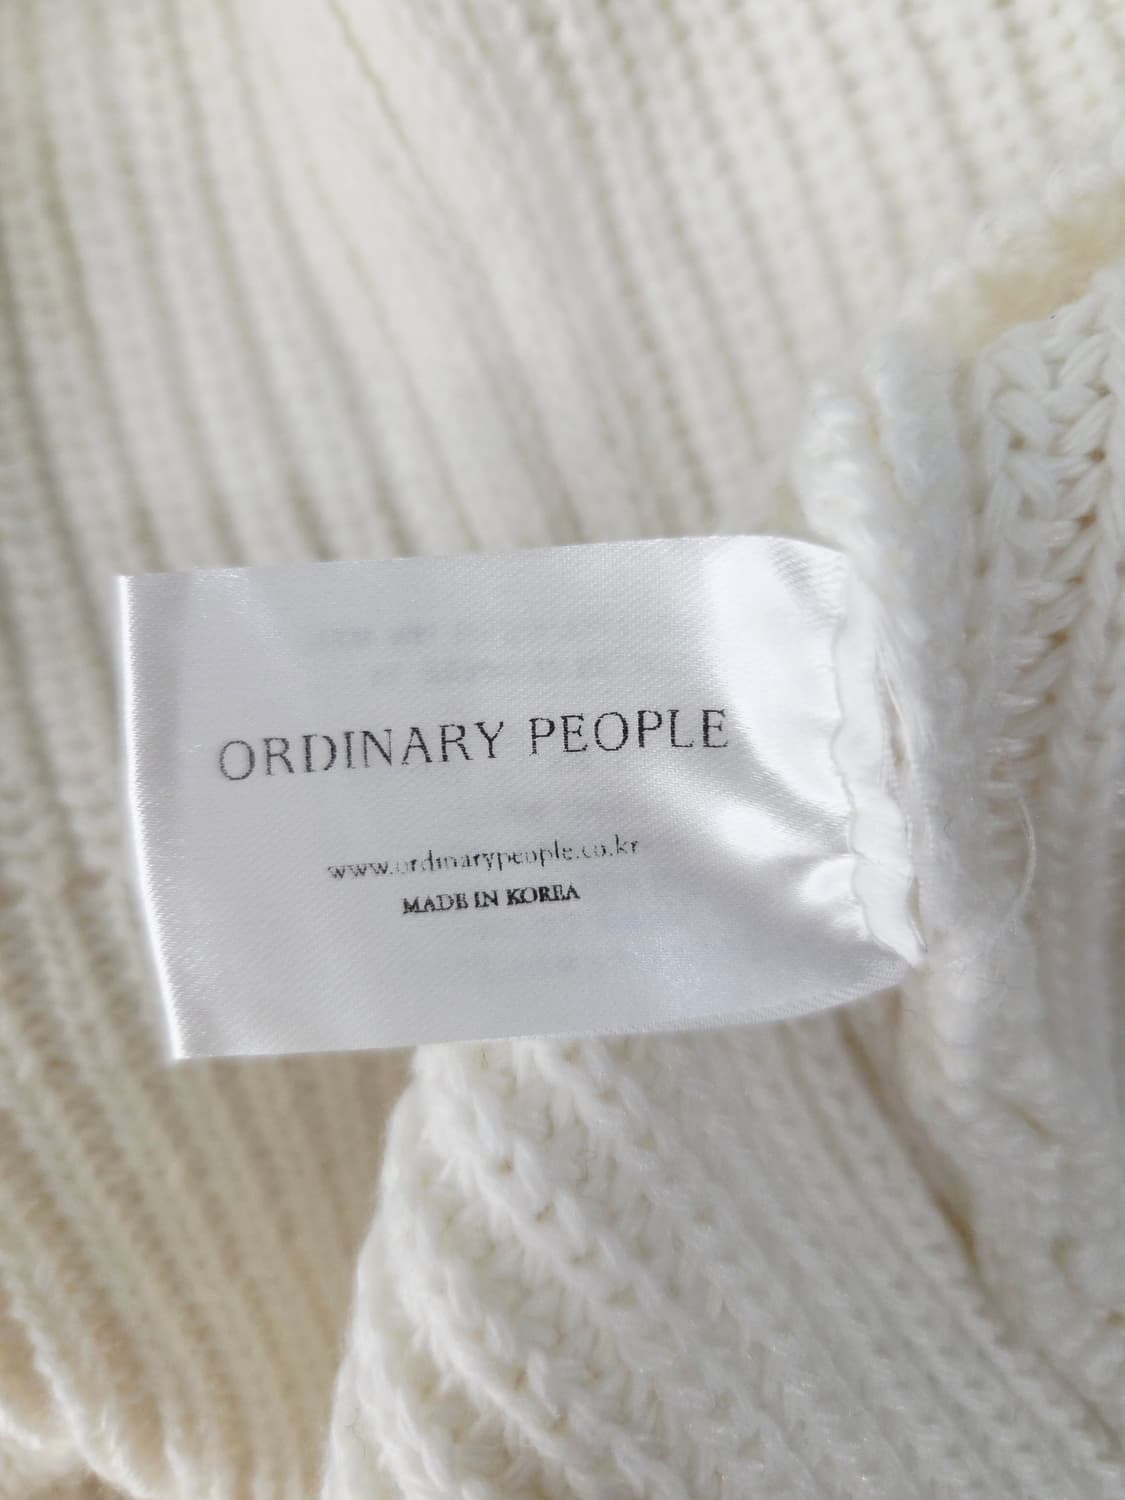 ORDINARY PEOPLE
www.ordinarypeople.co.kr
MADE IN KOREA